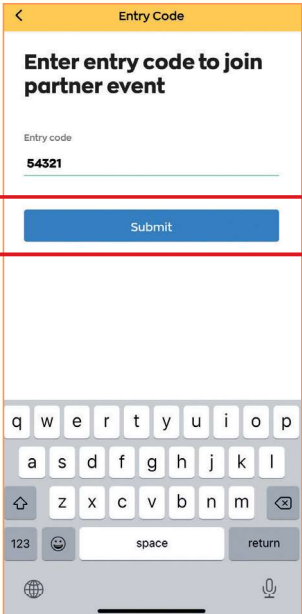 Entry Code
Enter entry code to join
partner event
Entry code
54321
Submit
q w e r t y u i o p
a s d f g h j k l
z x c v b n m
123 space return